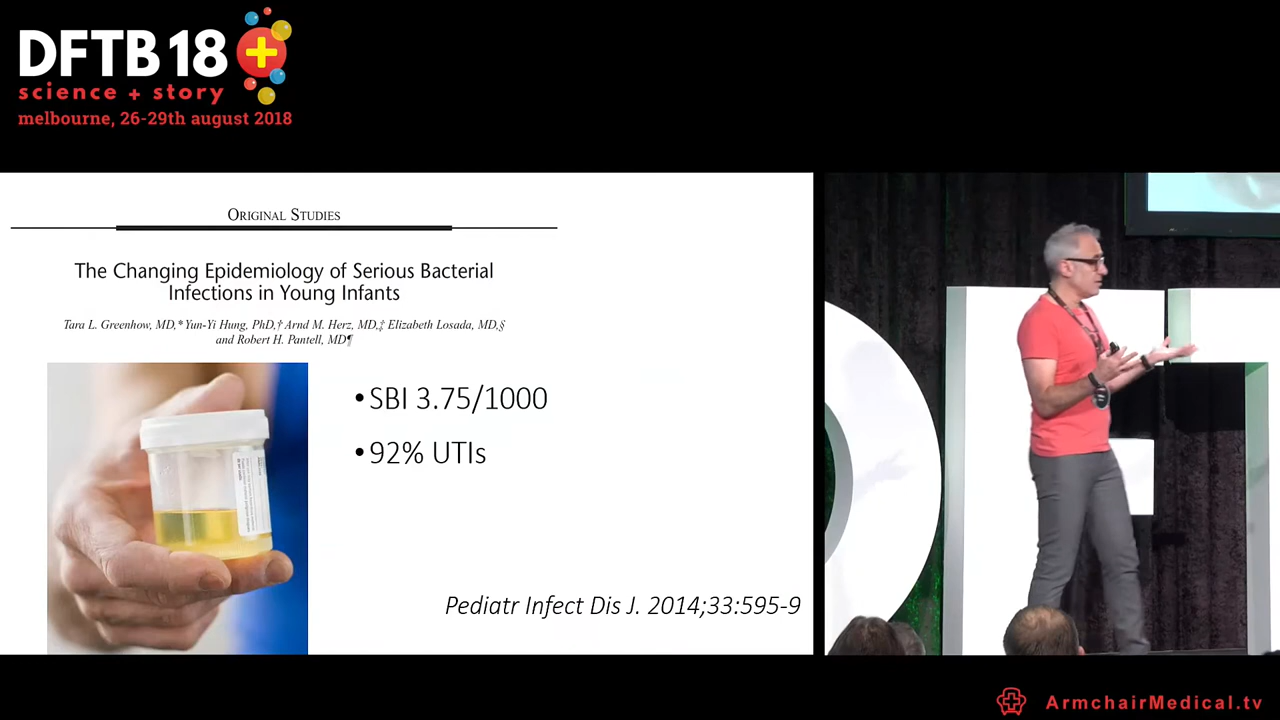 DFTB 18
science + story
melbourne, 26-29th august 2018
ORIGINAL STUDIES
The Changing Epidemiology of Serious Bacterial
Infections in Young Infants
Tara L. Greenhow, MD,* Yun-Yi Hung, PhD,† Arnd M. Herz, MD,‡ Elizabeth Losada, MD,§
and Robert H. Pantell, MD¶
• SBI 3.75/1000
• 92% UTIs
Pediatr Infect Dis J. 2014;33:595-9
ArmchairMedical.tv